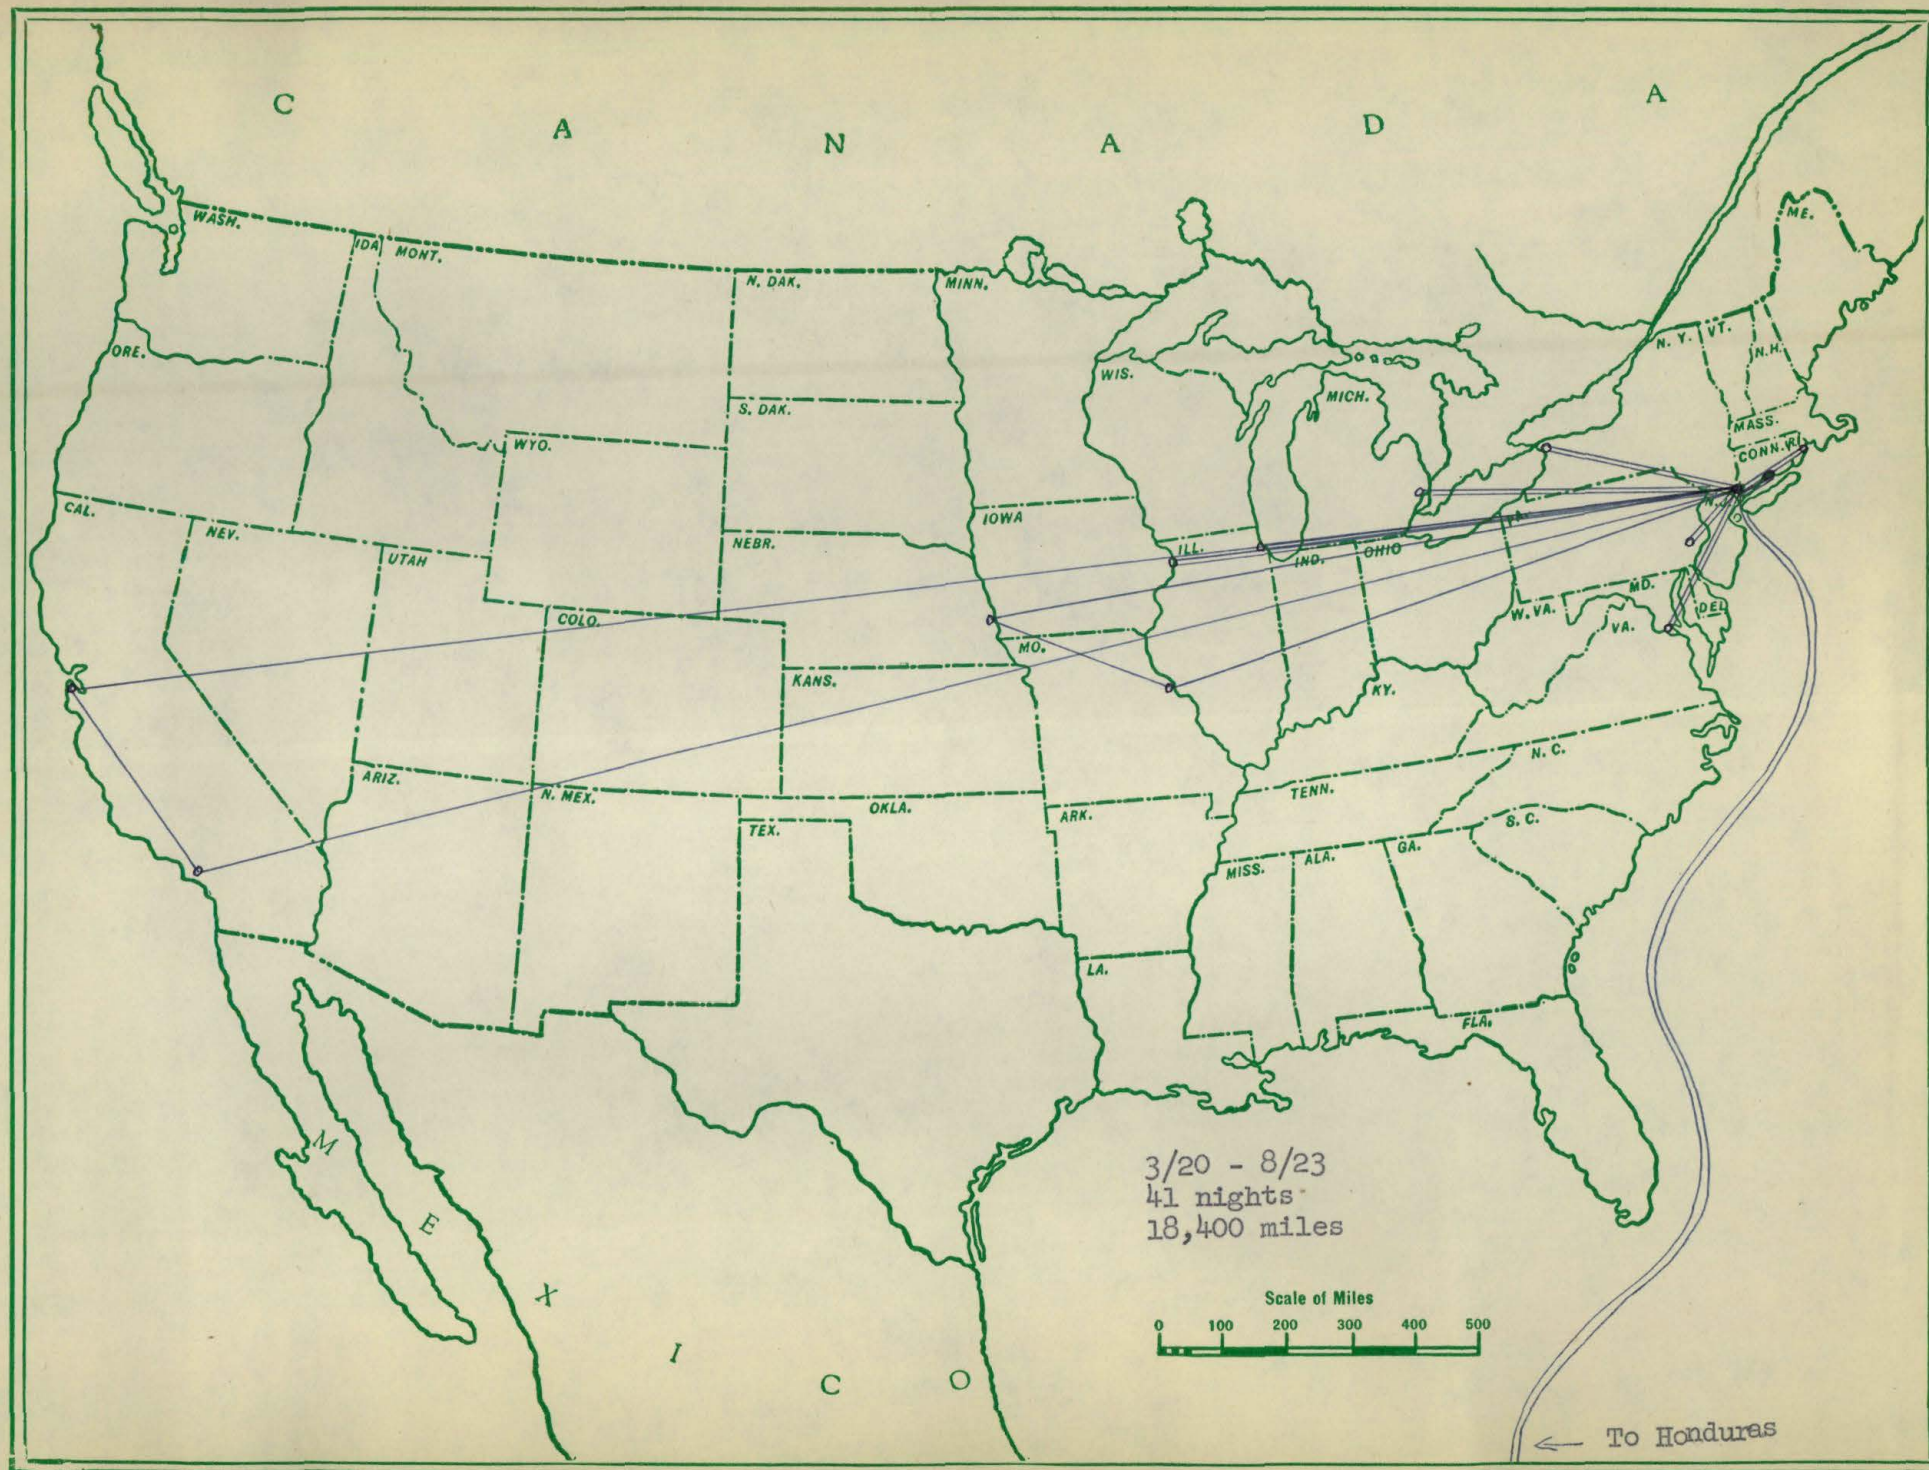 C A N A D A
WASH.
IDA
MONT.
N. DAK.
MINN.
ME.
N. Y.
VT.
N.H.
ORE.
WIS.
MICH.
S. DAK.
MASS.
CONN.
R.I.
WYO.
CAL.
NEV.
IOWA
PA.
N.J.
NEBR.
UTAH
ILL.
IND.
OHIO
MD.
W. VA.
DEL
VA.
COLO.
MO.
KANS.
KY.
ARIZ.
N. MEX.
OKLA.
N. C.
TENN.
TEX.
ARK.
S. C.
MISS.
ALA.
GA.
LA.
FLA.
M E X I C O
3/20 - 8/23
41 nights
18,400 miles
Scale of Miles
0 100 200 300 400 500
← To Honduras